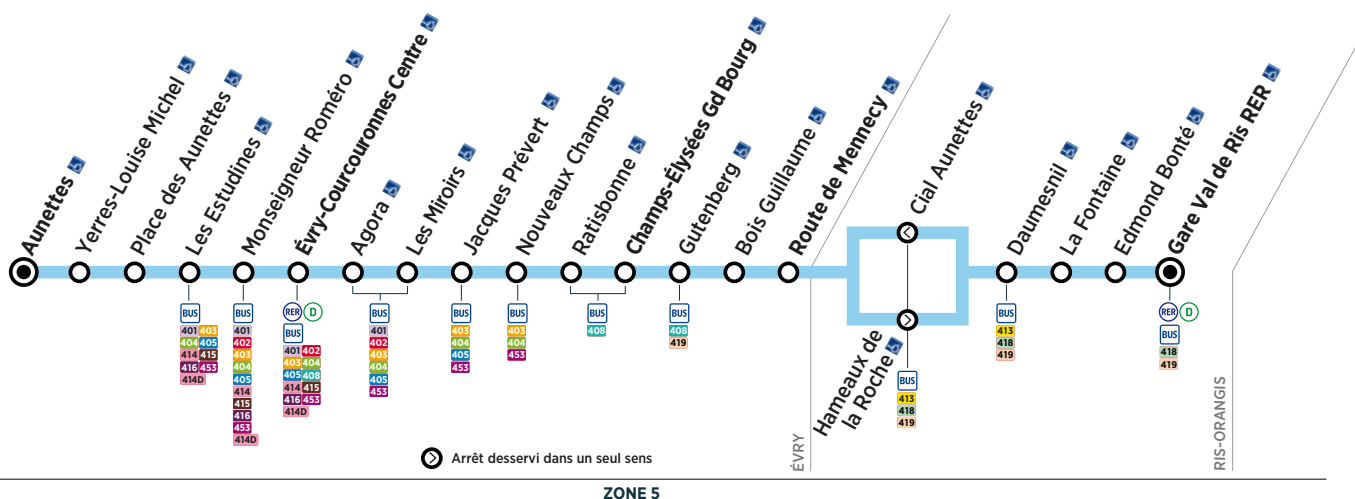 Aunettes
Yerres-Louise Michel
Place des Aunettes
Les Estudines
Monseigneur Roméro
Évry-Courcouronnes Centre
Agora
Les Miroirs
Jacques Prévert
Nouveaux Champs
Ratisbonne
Champs-Élysées Gd Bourg
Gutenberg
Bois Guillaume
Route de Mennecy
Cial Aunettes
Hameaux de
la Roche
Daumesnil
La Fontaine
Edmond Bonté
Gare Val de Ris RER
BUS
401 403
404 405
414 415
416 453
414D
BUS
401
402
403
404
405
414
415
416
453
414D
RER D
BUS
401 402
403 404
405 408
414 415
416 453
414D
BUS
401
402
403
404
405
453
BUS
403
404
405
453
BUS
403
404
453
BUS
408
BUS
408
419
BUS
413
418
419
BUS
413
418
419
RER D
BUS
418
419
ÉVRY
RIS-ORANGIS
Arrêt desservi dans un seul sens
ZONE 5